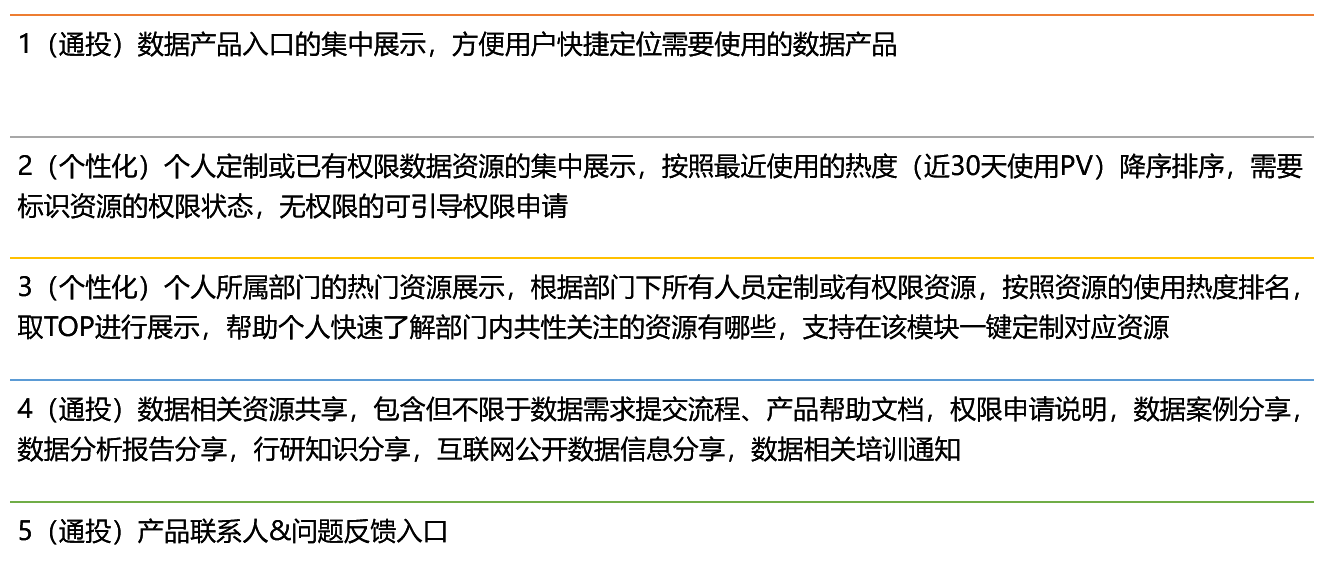 1（通投）数据产品入口的集中展示，方便用户快捷定位需要使用的数据产品
2（个性化）个人定制或已有权限数据资源的集中展示，按照最近使用的热度（近30天使用PV）降序排序，需要
标识资源的权限状态，无权限的可引导权限申请
3（个性化）个人所属部门的热门资源展示，根据部门下所有人员定制或有权限资源，按照资源的使用热度排名，
取TOP进行展示，帮助个人快速了解部门内共性关注的资源有哪些，支持在该模块一键定制对应资源
4（通投）数据相关资源共享，包含但不限于数据需求提交流程、产品帮助文档，权限申请说明，数据案例分享，
数据分析报告分享，行研知识分享，互联网公开数据信息分享，数据相关培训通知
5（通投）产品联系人&问题反馈入口